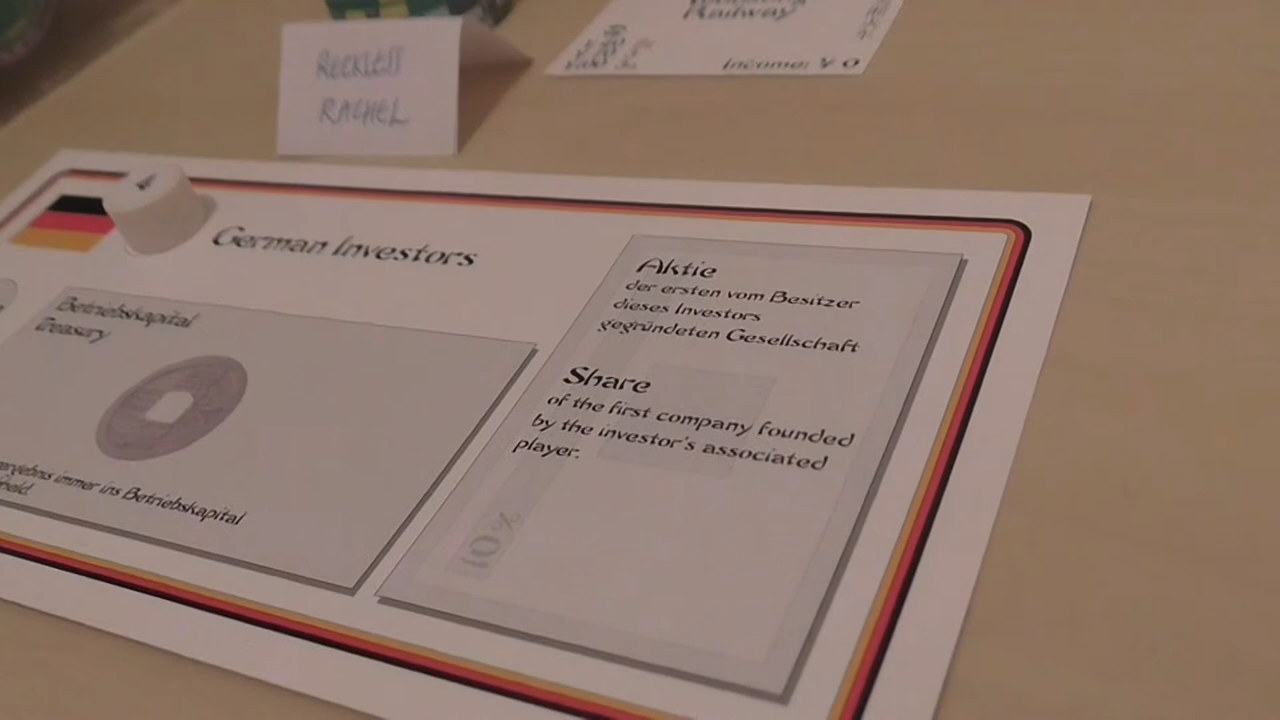 Railway
Income: ¥ 0
RECKLESS
RACHEL
4
German Investors
Aktie
der ersten vom Besitzer
dieses Investors
gegründeten Gesellschaft
Share
of the first company founded
by the investor's associated
player.
10%
Betriebskapital
Treasury
immer ins Betriebskapital